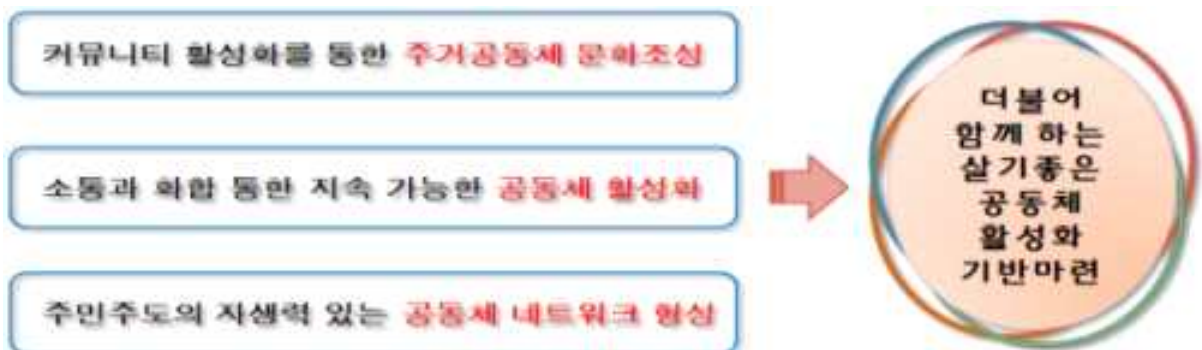 커뮤니티 활성화를 통한 주거공동체 문화조성
소통과 화합 통한 지속 가능한 공동체 활성화
주민주도의 자생력 있는 공동체 네트워크 형성
더불어
함께 하는
살기좋은
공동체
활성화
기반마련